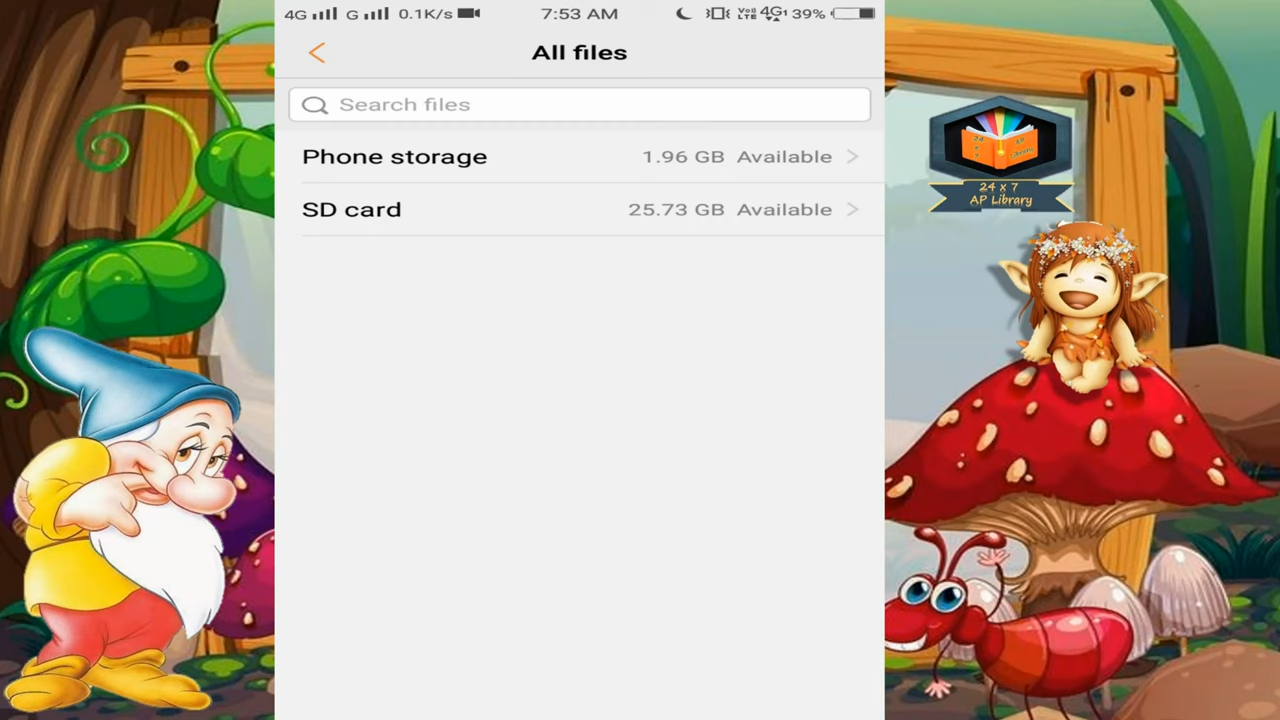 4G G 0.1K/s 7:53 AM 4G 39%
All files
Search files
Phone storage 1.96 GB Available
SD card 25.73 GB Available
24 x 7
AP Library